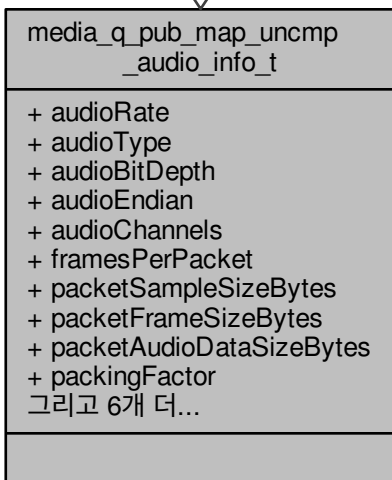 media_q_pub_map_uncmp
_audio_info_t
+ audioRate
+ audioType
+ audioBitDepth
+ audioEndian
+ audioChannels
+ framesPerPacket
+ packetSampleSizeBytes
+ packetFrameSizeBytes
+ packetAudioDataSizeBytes
+ packingFactor
그리고 6개 더...